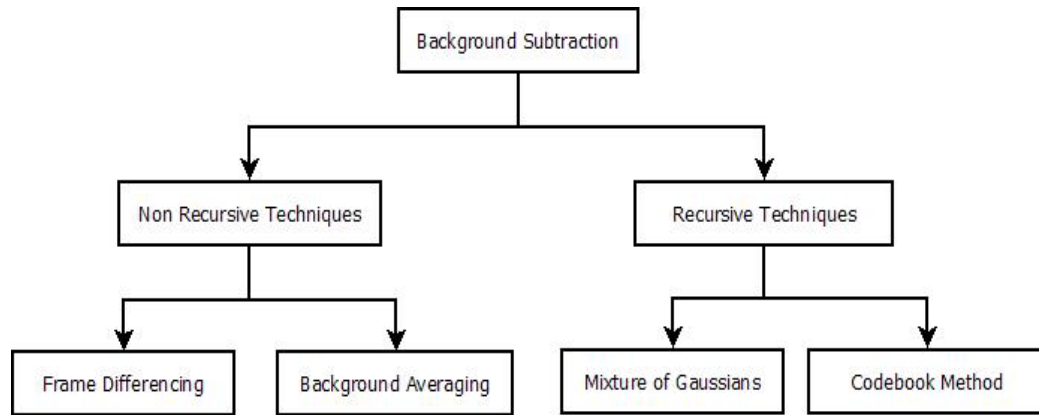 Background Subtraction
Non Recursive Techniques
Recursive Techniques
Frame Differencing
Background Averaging
Mixture of Gaussians
Codebook Method